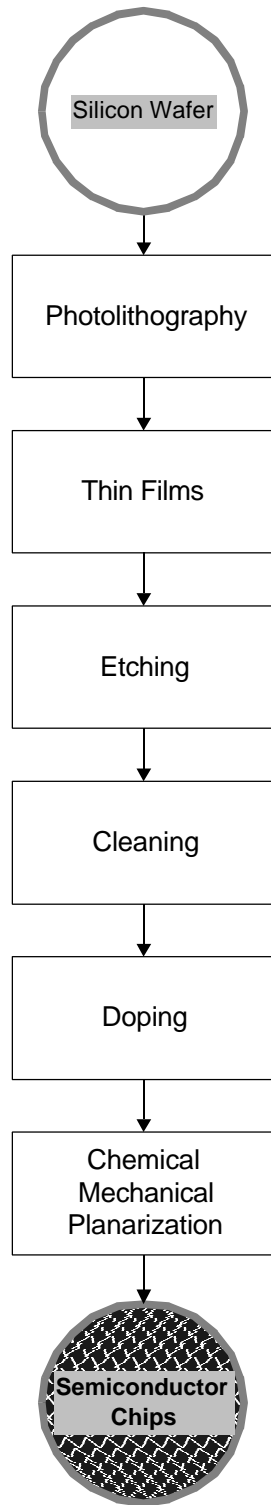 Silicon Wafer
Photolithography
Thin Films
Etching
Cleaning
Doping
Chemical
Mechanical
Planarization
Semiconductor
Chips